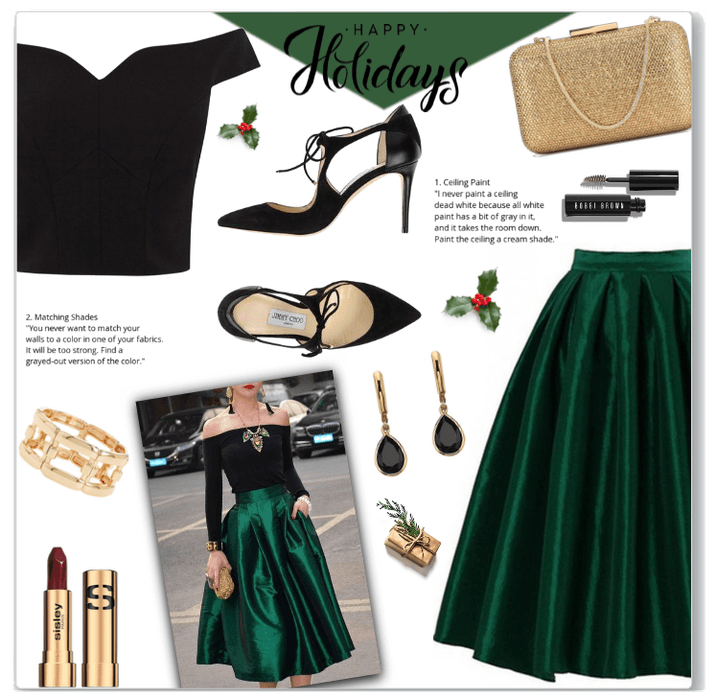 ·HAPPY·
Holidays
1. Ceiling Paint
"I never paint a ceiling
dead white because all white
paint has a bit of gray in it,
and it takes the room down.
Paint the ceiling a cream shade."
BOBBI BROWN
2. Matching Shades
"You never want to match your
walls to a color in one of your fabrics.
It will be too strong. Find a
grayed-out version of the color."
JIMMY CHOO
sisley
S